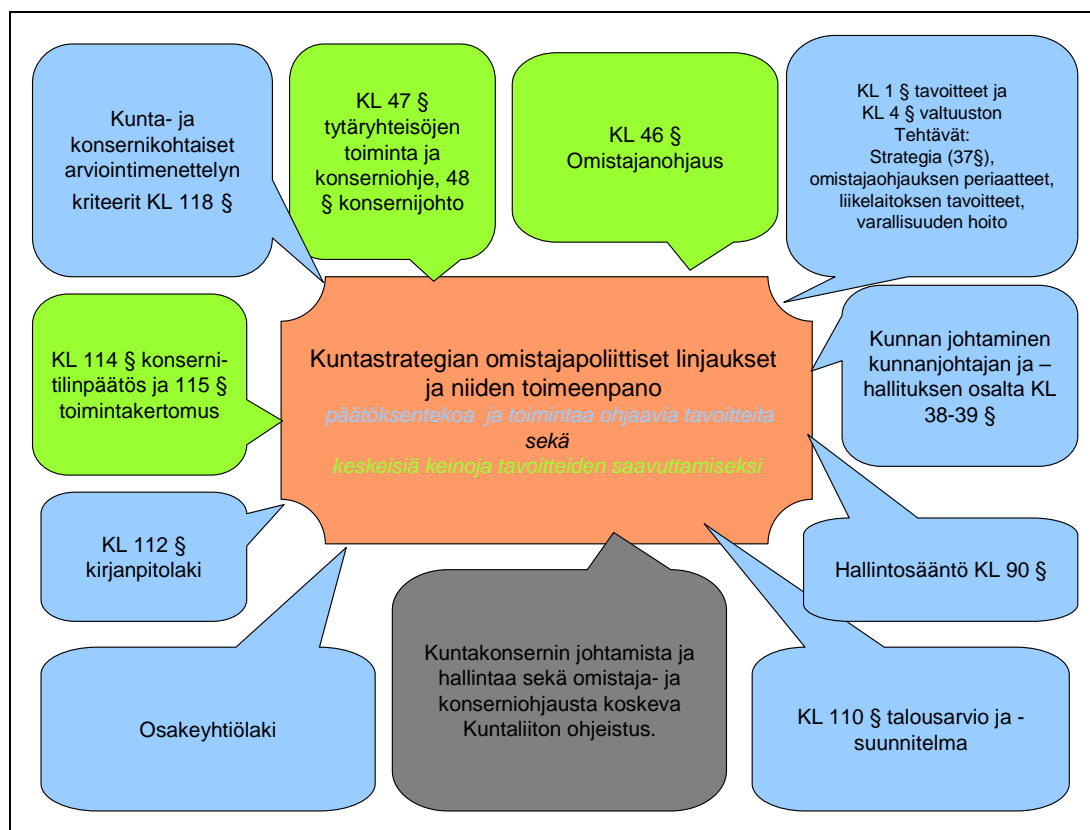 Kunta- ja
konsernikohtaiset
arviointimenettelyn
kriteerit KL 118 §
KL 47 §
tytäryhteisöjen
toiminta ja
konserniohje, 48
§ konsernijohto
KL 46 §
Omistajanohjaus
KL 1 § tavoitteet ja
KL 4 § valtuuston
Tehtävät:
Strategia (37§),
omistajaohjauksen periaatteet,
liikelaitoksen tavoitteet,
varallisuuden hoito
KL 114 § konserni-
tilinpäätös ja 115 §
toimintakertomus
Kuntastrategian omistajapoliittiset linjaukset
ja niiden toimeenpano
päätöksentekoa ja toimintaa ohjaavia tavoitteita
sekä
keskeisiä keinoja tavoitteiden saavuttamiseksi
Kunnan johtaminen
kunnanjohtajan ja –
hallituksen osalta KL
38-39 §
KL 112 §
kirjanpitolaki
Hallintosääntö KL 90 §
Osakeyhtiölaki
Kuntakonsernin johtamista ja
hallintaa sekä omistaja- ja
konserniohjausta koskeva
Kuntaliiton ohjeistus.
KL 110 § talousarvio ja -
suunnitelma